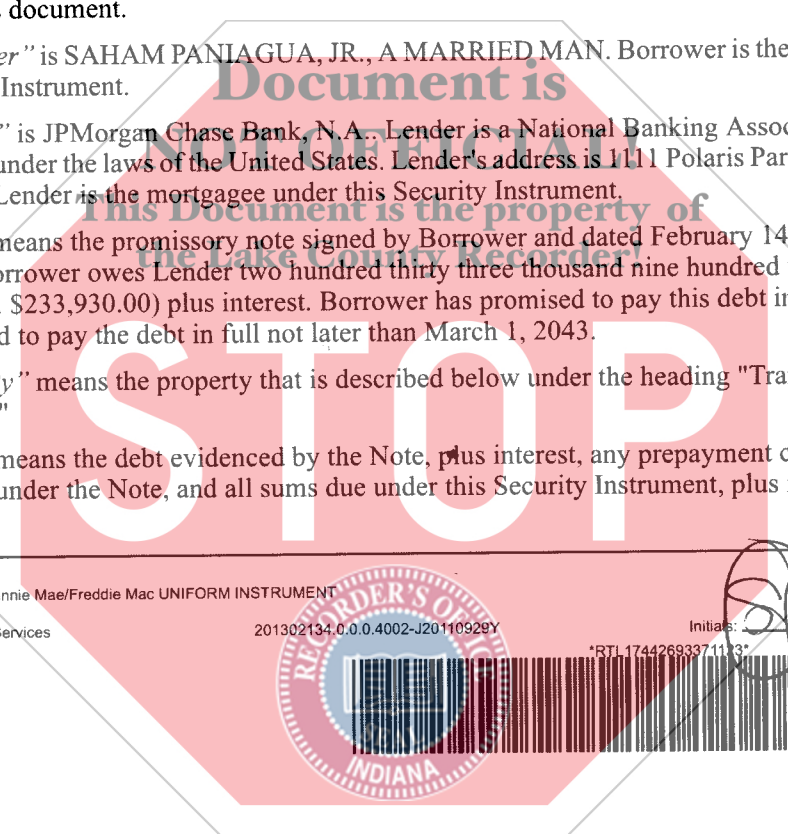 s document.
er” is SAHAM PANIAGUA, JR., A MARRIED MAN. Borrower is the
Instrument.
Document is
” is JPMorgan Chase Bank, N.A.. Lender is a National Banking Assoc
NOT OFFICIAL!
under the laws of the United States. Lender's address is 1111 Polaris Par
Lender is the mortgagee under this Security Instrument.
This Document is the property of
means the promissory note signed by Borrower and dated February 14,
the Lake County Recorder!
orrower owes Lender two hundred thirty three thousand nine hundred
$233,930.00) plus interest. Borrower has promised to pay this debt in
d to pay the debt in full not later than March 1, 2043.
STOP
y” means the property that is described below under the heading "Tra
"
means the debt evidenced by the Note, plus interest, any prepayment c
under the Note, and all sums due under this Security Instrument, plus
nnie Mae/Freddie Mac UNIFORM INSTRUMENT
RECORDER'S OFFICE
Services
201302134.0.0.0.4002-J20110929Y
Initials:
*RTL17442693371123*
SEAL
INDIANA